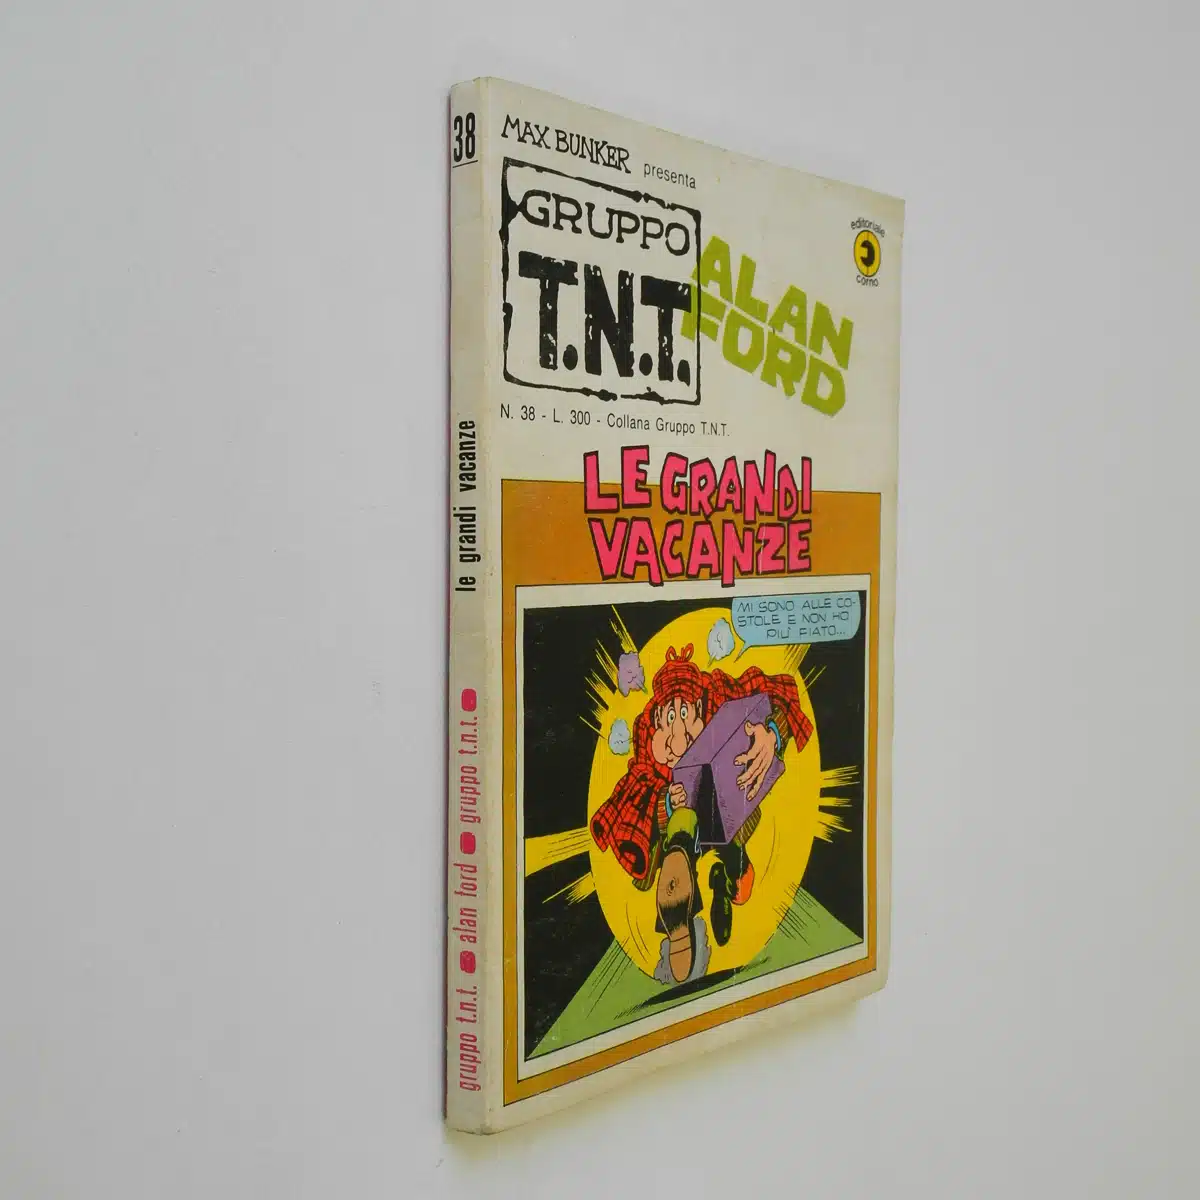 38
le grandi vacanze
gruppo t.n.t. alan ford gruppo t.n.t.
MAX BUNKER presenta
GRUPPO
T.N.T.
ALAN
FORD
editoriale
corno
N. 38 - L. 300 - Collana Gruppo T.N.T.
LE GRANDI
VACANZE
MI SONO ALLE CO-
STOLE E NON HO
PIÙ FIATO...